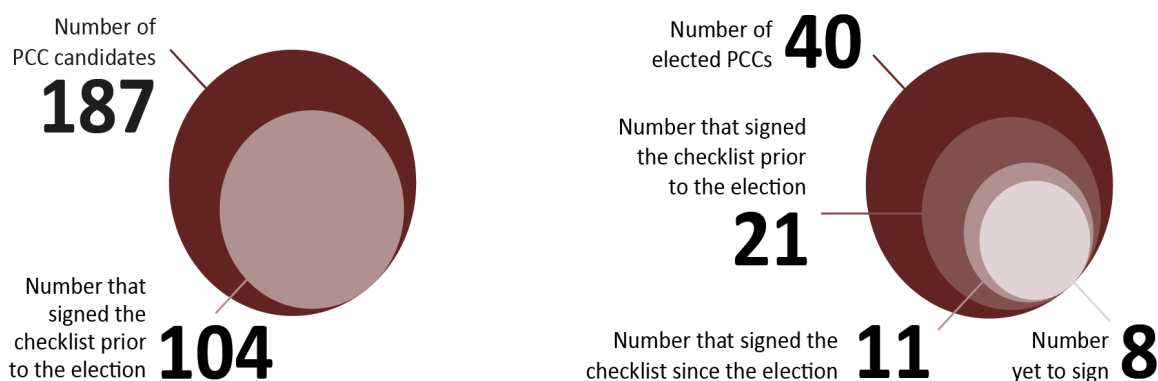 Number of
PCC candidates
187
Number that
signed the
checklist prior
to the election
104
Number of
elected PCCs
40
Number that signed
the checklist prior
to the election
21
Number that signed the
checklist since the election
11
Number
yet to sign
8